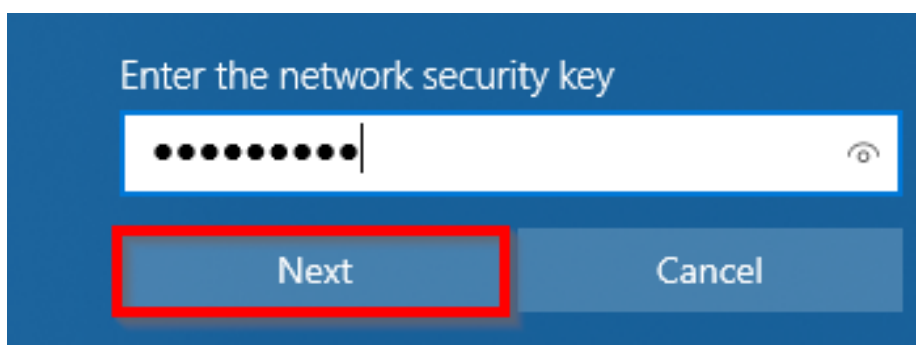 Enter the network security key
•••••••••
Next
Cancel